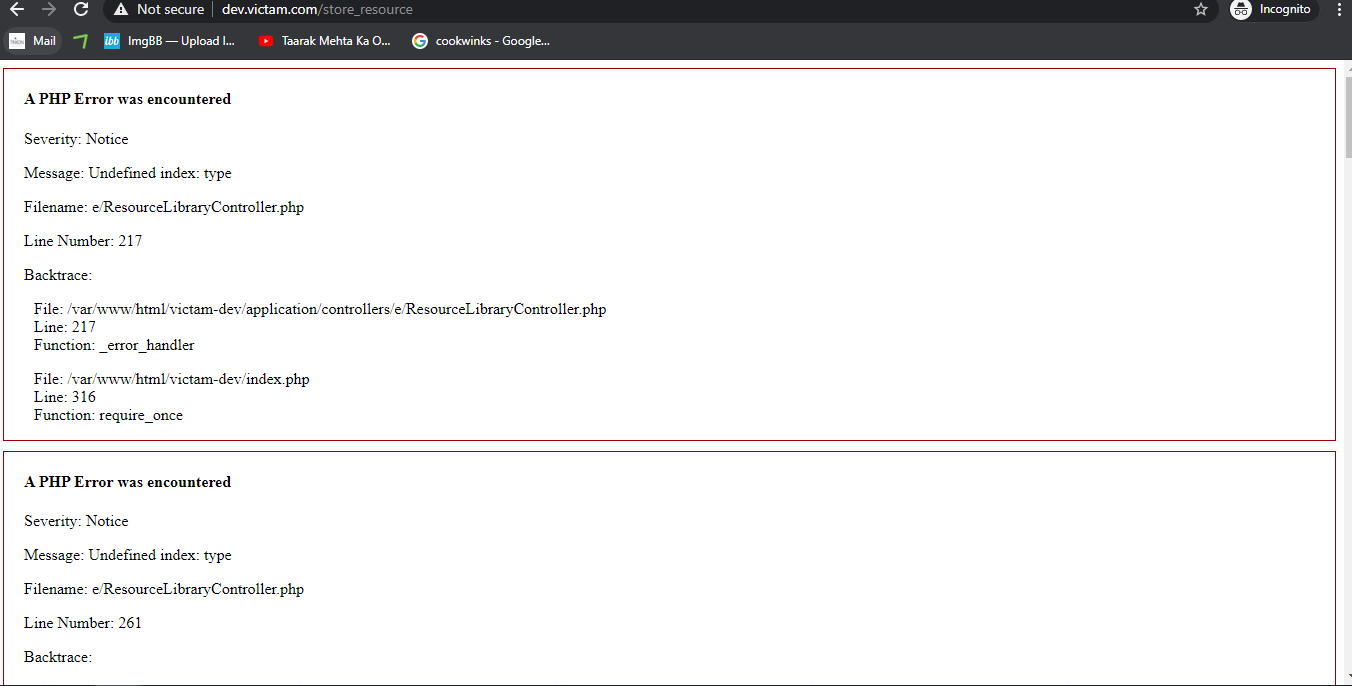 Not secure dev.victam.com/store_resource Incognito
Mail ibb ImgBB — Upload I... Taarak Mehta Ka O... cookwinks - Google...
A PHP Error was encountered
Severity: Notice
Message: Undefined index: type
Filename: e/ResourceLibraryController.php
Line Number: 217
Backtrace:
File: /var/www/html/victam-dev/application/controllers/e/ResourceLibraryController.php
Line: 217
Function: _error_handler
File: /var/www/html/victam-dev/index.php
Line: 316
Function: require_once
A PHP Error was encountered
Severity: Notice
Message: Undefined index: type
Filename: e/ResourceLibraryController.php
Line Number: 261
Backtrace: